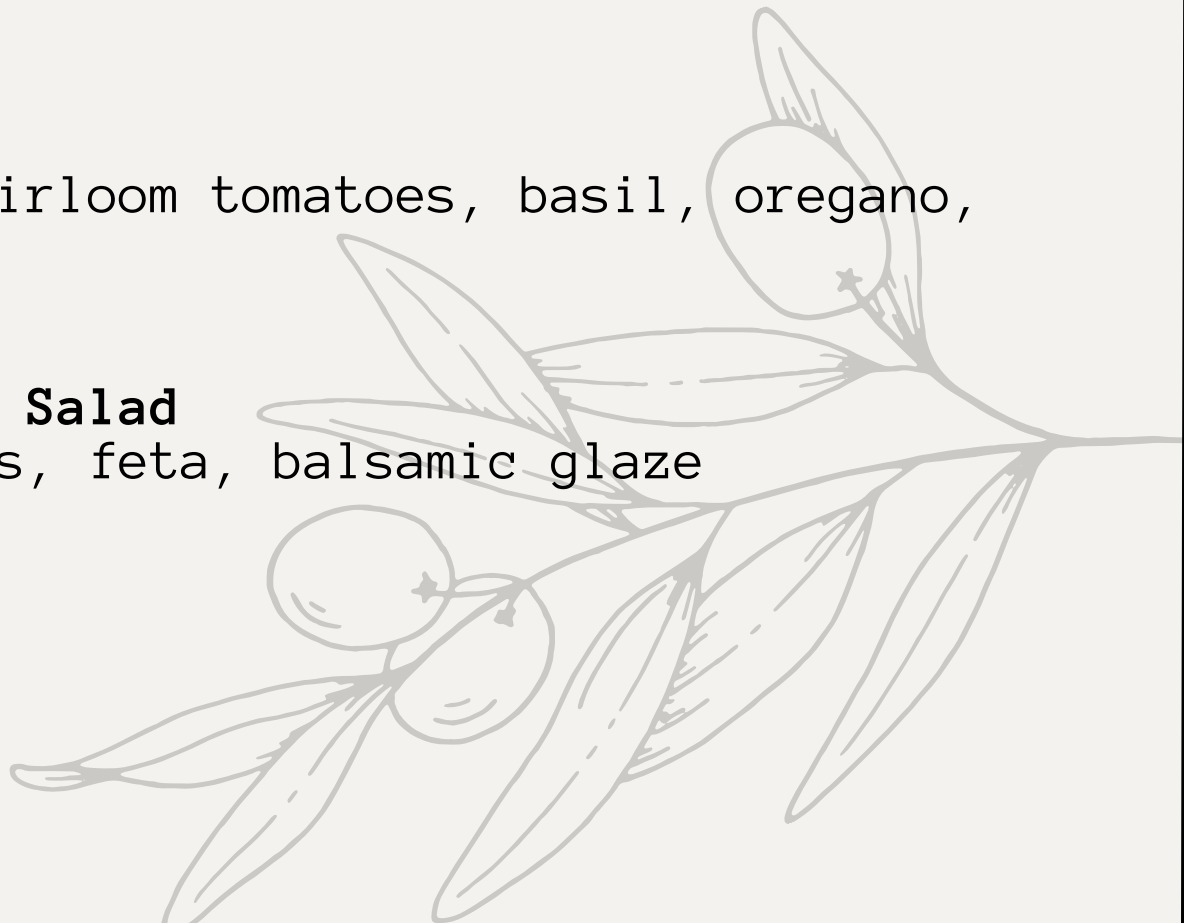 irloom tomatoes, basil, oregano,
Salad
s, feta, balsamic glaze